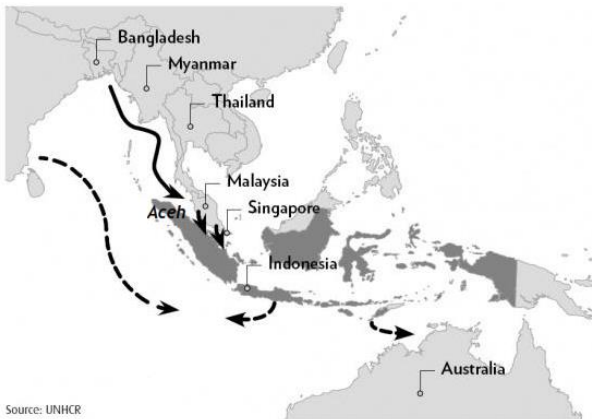 Bangladesh
Myanmar
Thailand
Malaysia
Aceh
Singapore
Indonesia
Australia
Source: UNHCR